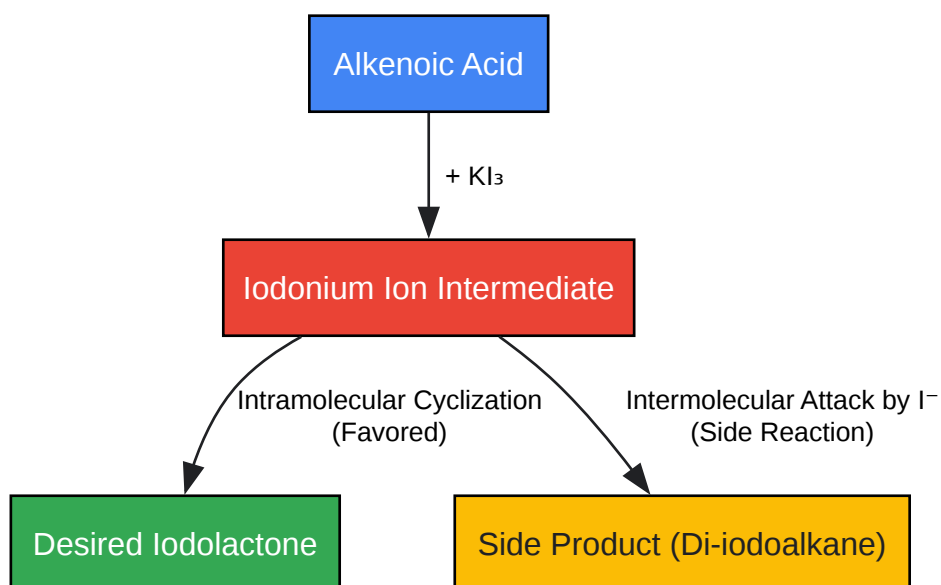 Alkenoic Acid
+ KI₃
Iodonium Ion Intermediate
Intramolecular Cyclization
(Favored)
Intermolecular Attack by I⁻
(Side Reaction)
Desired Iodolactone
Side Product (Di-iodoalkane)